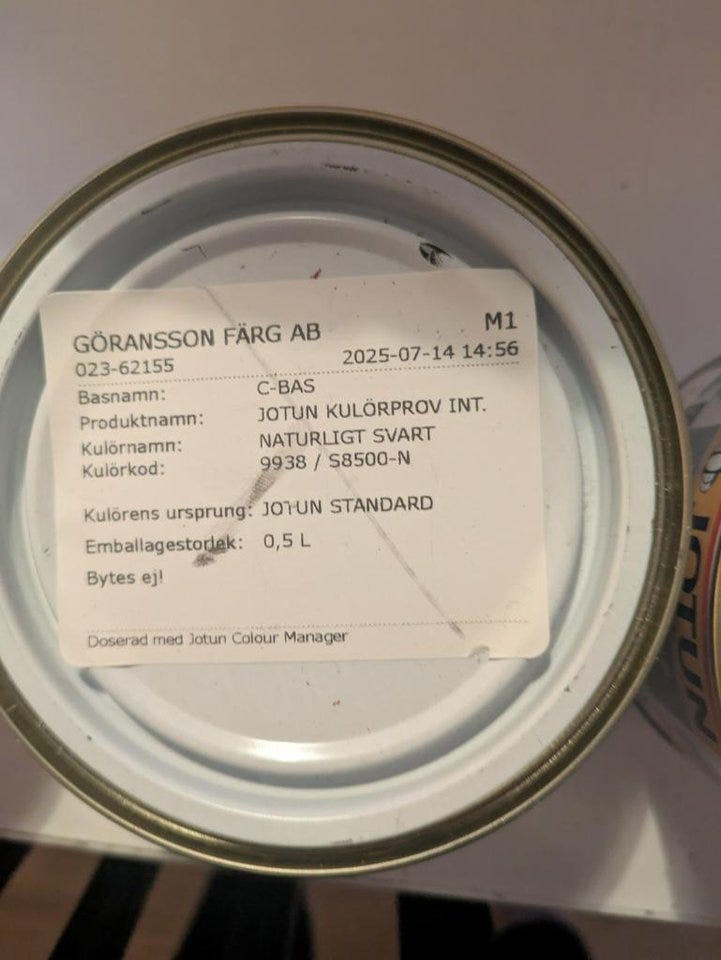 GÖRANSSON FÄRG AB M1
023-62155 2025-07-14 14:56
Basnamn: C-BAS
Produktnamn: JOTUN KULÖRPROV INT.
Kulörnamn: NATURLIGT SVART
Kulörkod: 9938 / S8500-N
Kulörens ursprung: JOTUN STANDARD
Emballagestorlek: 0,5 L
Bytes ej!
Doserad med Jotun Colour Manager
JOTUN